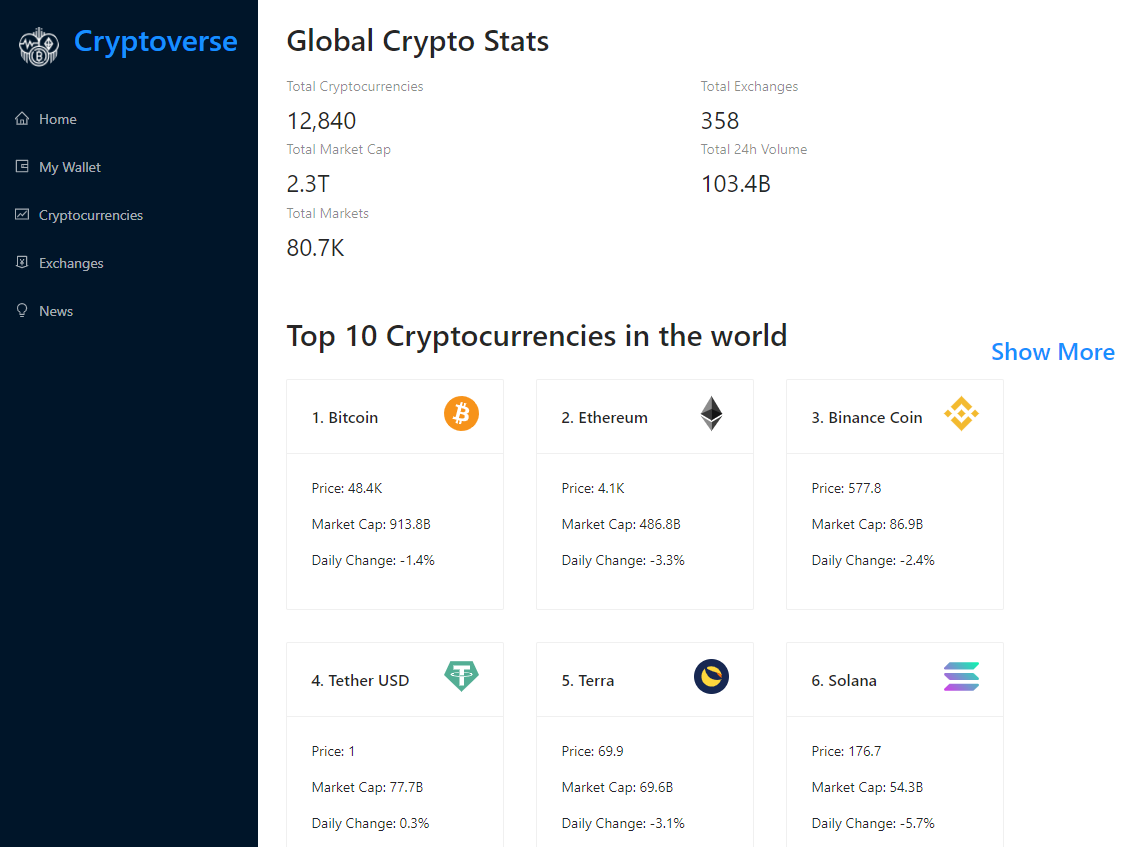 Cryptoverse
Home
My Wallet
Cryptocurrencies
Exchanges
News
Global Crypto Stats
Total Cryptocurrencies
12,840
Total Exchanges
358
Total Market Cap
2.3T
Total 24h Volume
103.4B
Total Markets
80.7K
Top 10 Cryptocurrencies in the world
Show More
1. Bitcoin
Price: 48.4K
Market Cap: 913.8B
Daily Change: -1.4%
2. Ethereum
Price: 4.1K
Market Cap: 486.8B
Daily Change: -3.3%
3. Binance Coin
Price: 577.8
Market Cap: 86.9B
Daily Change: -2.4%
4. Tether USD
Price: 1
Market Cap: 77.7B
Daily Change: 0.3%
5. Terra
Price: 69.9
Market Cap: 69.6B
Daily Change: -3.1%
6. Solana
Price: 176.7
Market Cap: 54.3B
Daily Change: -5.7%